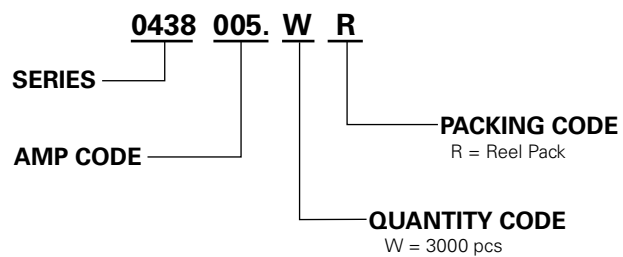 0438 005. W R
SERIES
PACKING CODE
R = Reel Pack
AMP CODE
QUANTITY CODE
W = 3000 pcs